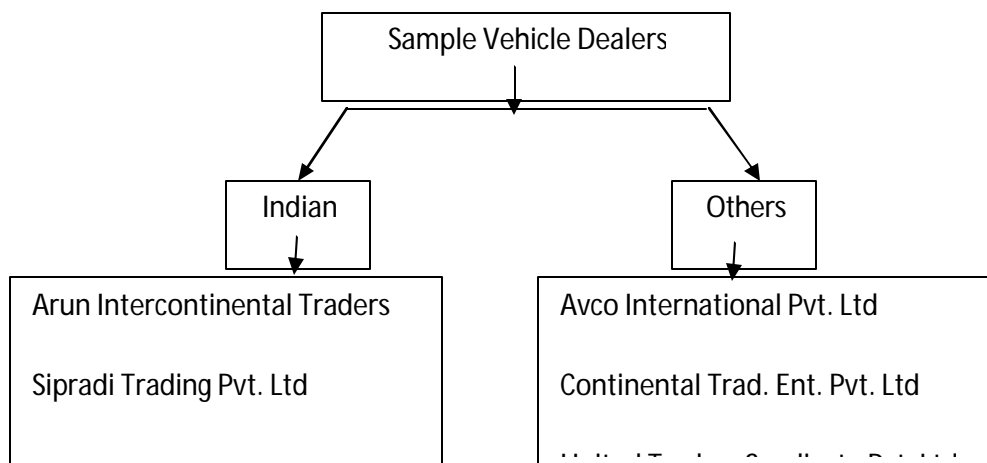 Sample Vehicle Dealers
Indian
Others
Arun Intercontinental Traders
Sipradi Trading Pvt. Ltd
Avco International Pvt. Ltd
Continental Trad. Ent. Pvt. Ltd